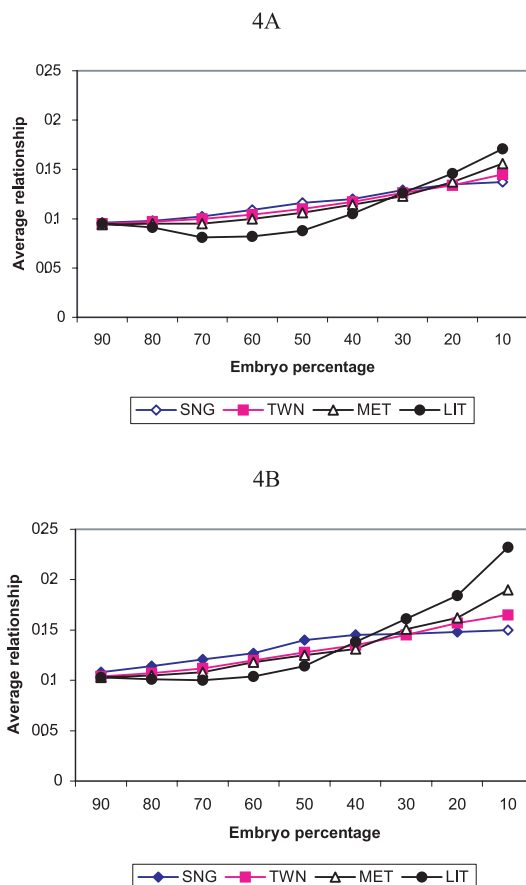 4A
025
02
015
01
005
0
Average relationship
90 80 70 60 50 40 30 20 10
Embryo percentage
SNG TWN MET LIT
4B
025
02
015
01
005
0
Average relationship
90 80 70 60 50 40 30 20 10
Embryo percentage
SNG TWN MET LIT